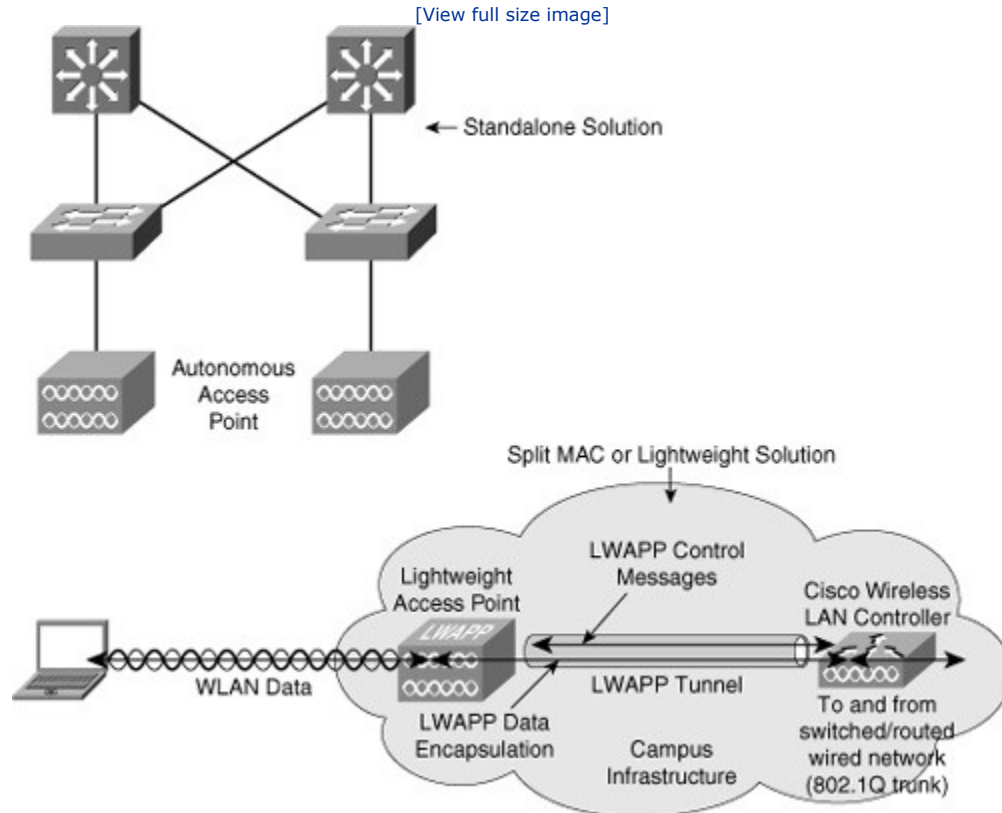 [View full size image]
Standalone Solution
Autonomous
Access
Point
Split MAC or Lightweight Solution
LWAPP Control
Messages
Lightweight
Access Point
Cisco Wireless
LAN Controller
LWAPP
WLAN Data
LWAPP Tunnel
LWAPP Data
Encapsulation
Campus
Infrastructure
To and from
switched/routed
wired network
(802.1Q trunk)